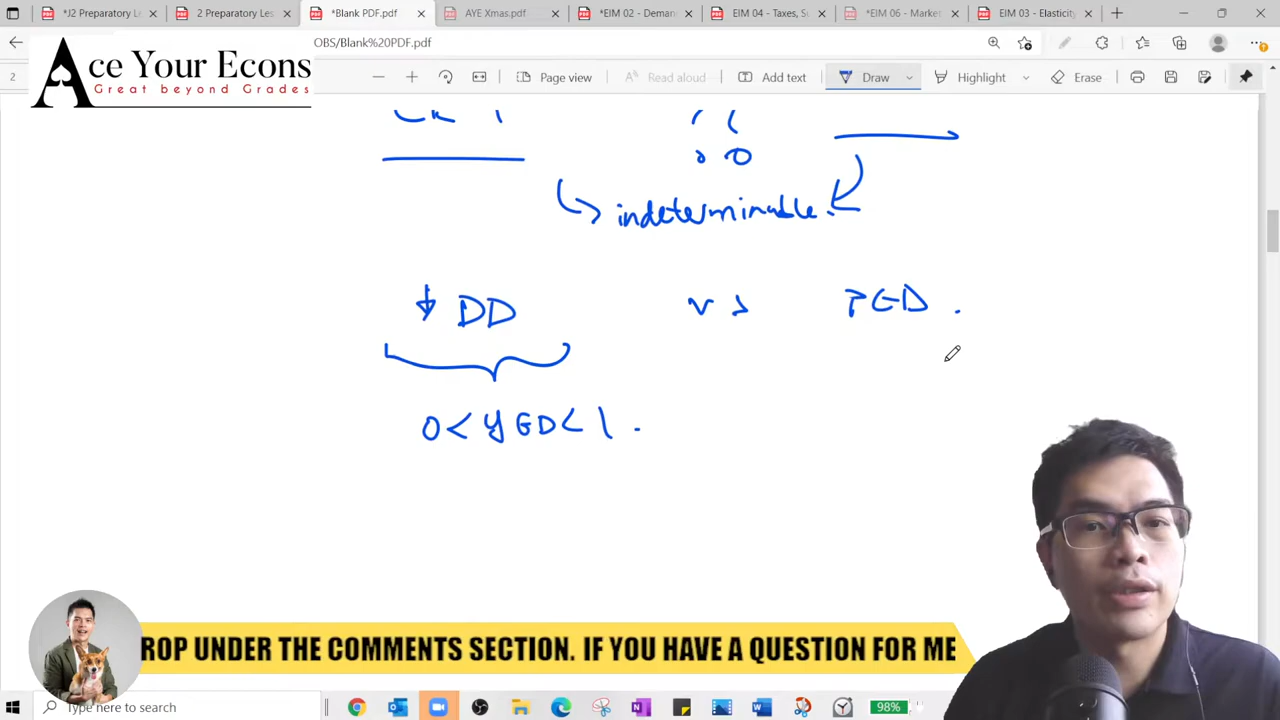 *J2 Preparatory Le
2 Preparatory Les
*Blank PDF.pdf
AYE Xmas.pdf
*EIM 02 - Deman
EIM 04 - Taxes, Su
*EIM 06 - Market
EIM 03 - Elasticity
OBS/Blank%20PDF.pdf
Ace Your Econs
Great beyond Grades
2
Page view
Read aloud
Add text
Draw
Highlight
Erase
indeterminable.
↓ DD vs PED.
0<YED<1.
ROP UNDER THE COMMENTS SECTION. IF YOU HAVE A QUESTION FOR ME
Type here to search
98%